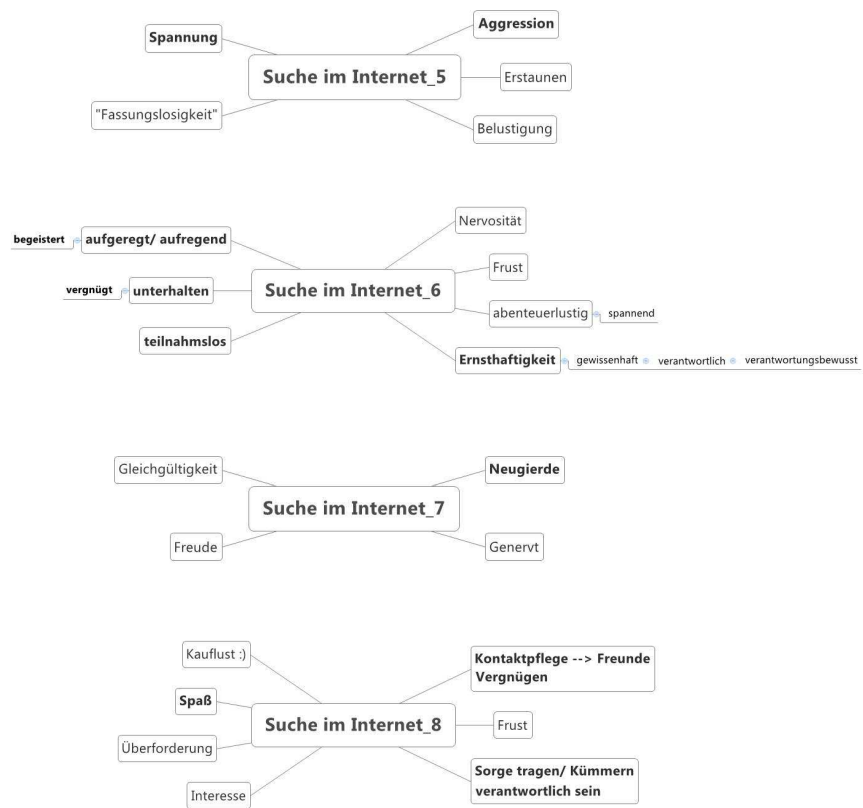 Spannung
Aggression
Suche im Internet_5
Erstaunen
"Fassungslosigkeit"
Belustigung
Nervosität
begeistert
aufgeregt/ aufregend
Frust
vergnügt
unterhalten
Suche im Internet_6
abenteuerlustig
spannend
teilnahmslos
Ernsthaftigkeit
gewissenhaft
verantwortlich
verantwortungsbewusst
Gleichgültigkeit
Neugierde
Suche im Internet_7
Freude
Genervt
Kauflust :)
Kontaktpflege --> Freunde
Vergnügen
Spaß
Suche im Internet_8
Frust
Überforderung
Sorge tragen/ Kümmern
verantwortlich sein
Interesse